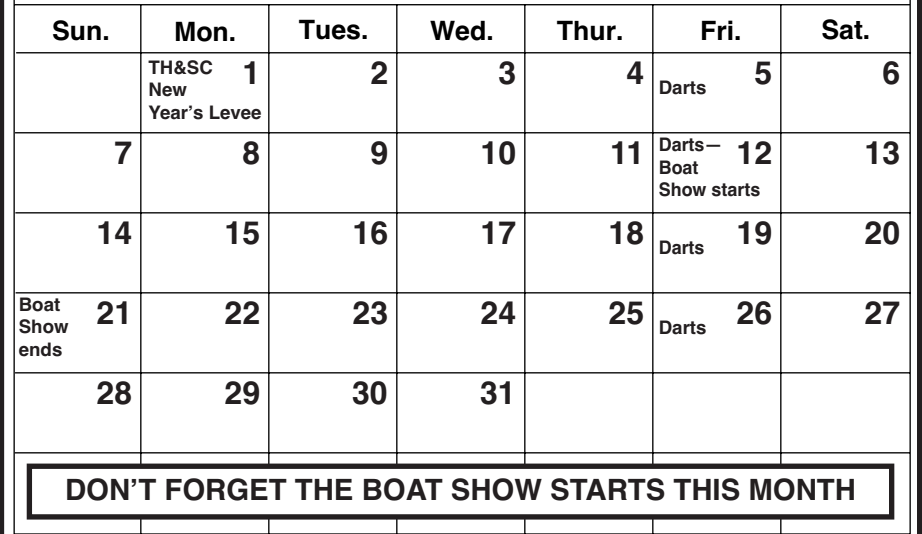 Sun. Mon. Tues. Wed. Thur. Fri. Sat.
TH&SC 1 2 3 4 5 6
New
Darts
Year's Levee
7 8 9 10 11 Darts— 12 13
Boat
Show starts
14 15 16 17 18 19 20
Darts
Boat 21 22 23 24 25 26 27
Show
Darts
ends
28 29 30 31
DON'T FORGET THE BOAT SHOW STARTS THIS MONTH